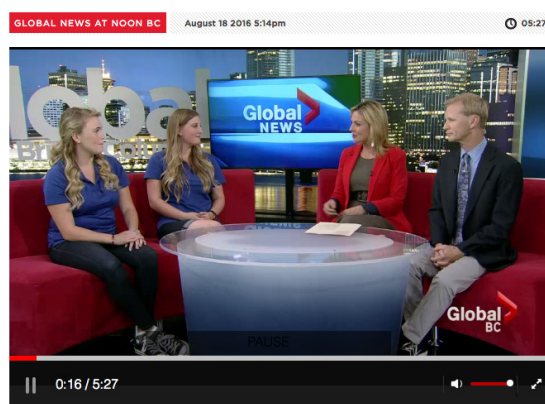 GLOBAL NEWS AT NOON BC
August 18 2016 5:14pm
05:27
Global
Global
NEWS
Global
BC
PAUSE
0:16 / 5:27